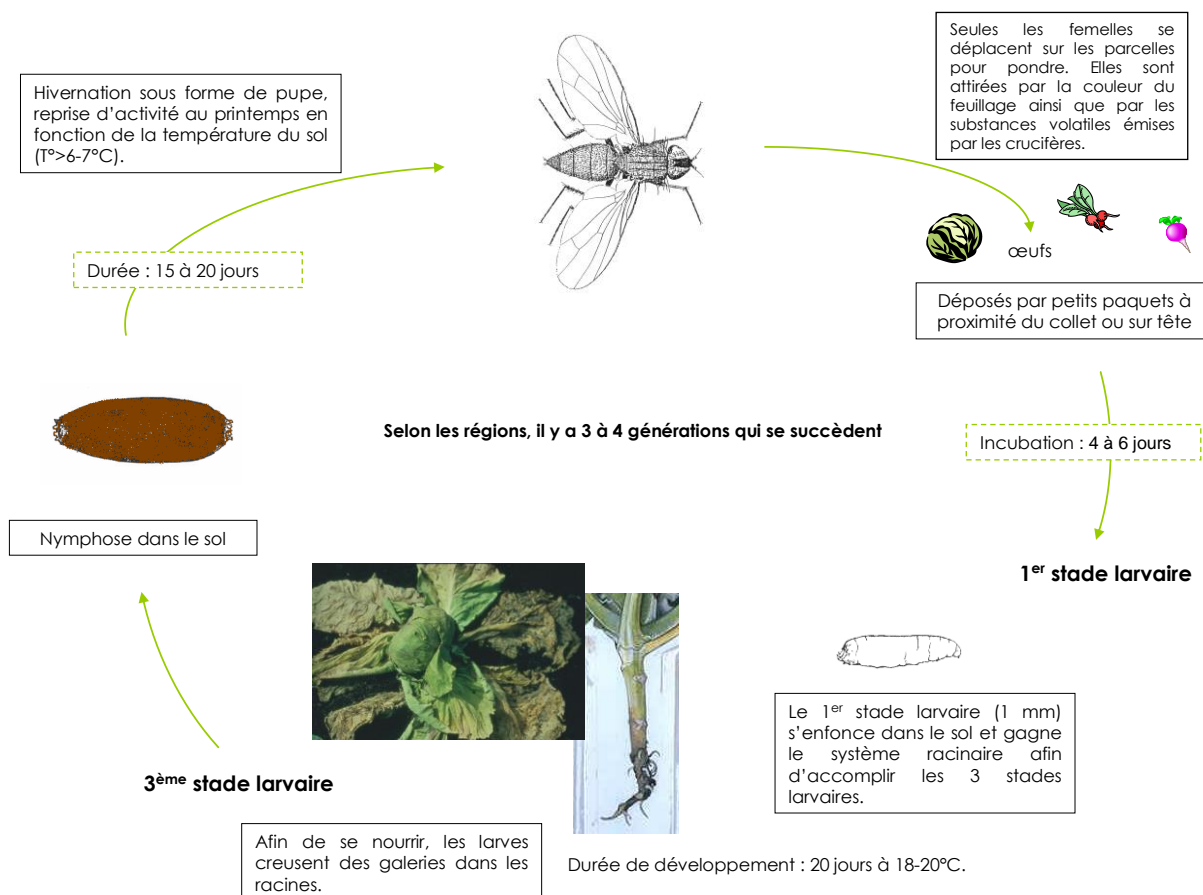 Seules les femelles se
déplacent sur les parcelles
pour pondre. Elles sont
attirées par la couleur du
feuillage ainsi que par les
substances volatiles émises
par les crucifères.
Hivernation sous forme de pupe,
reprise d’activité au printemps en
fonction de la température du sol
(T°>6-7°C).
œufs
Durée : 15 à 20 jours
Déposés par petits paquets à
proximité du collet ou sur tête
Selon les régions, il y a 3 à 4 générations qui se succèdent
Incubation : 4 à 6 jours
Nymphose dans le sol
1er stade larvaire
Le 1er stade larvaire (1 mm)
s’enfonce dans le sol et gagne
le système racinaire afin
d’accomplir les 3 stades
larvaires.
3ème stade larvaire
Afin de se nourrir, les larves
creusent des galeries dans les
racines.
Durée de développement : 20 jours à 18-20°C.